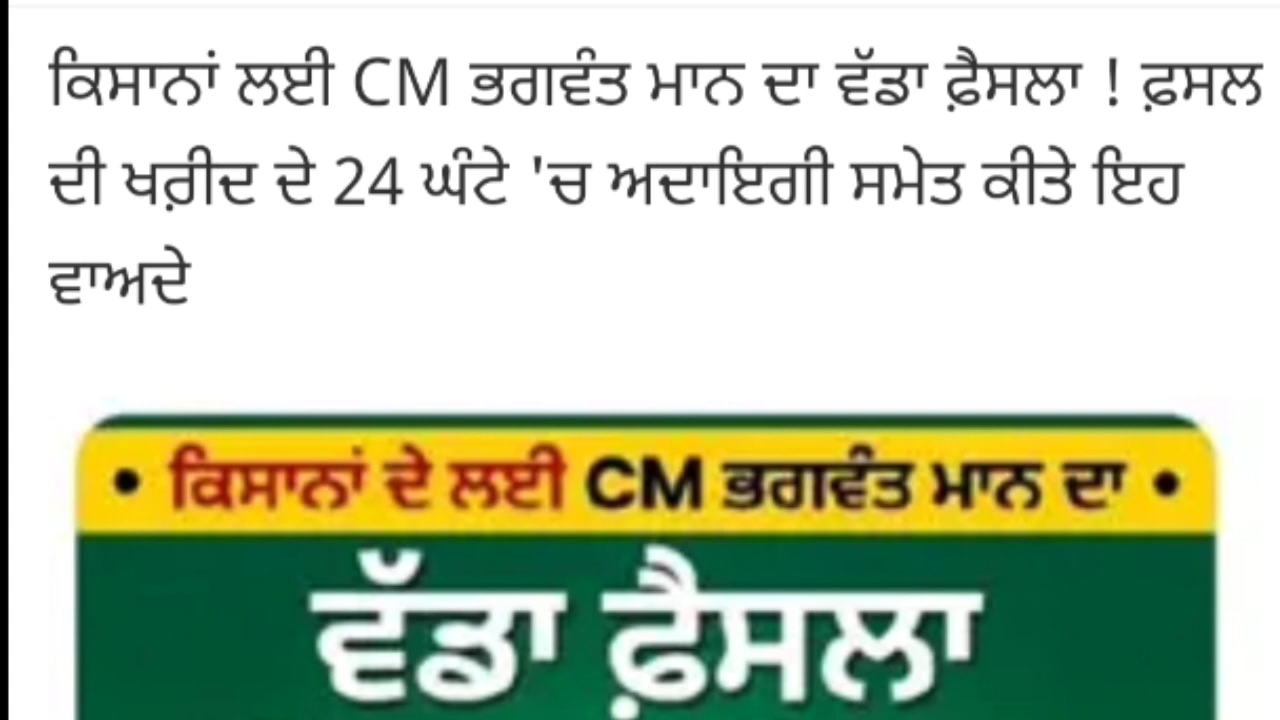 ਕਿਸਾਨਾਂ ਲਈ CM ਭਗਵੰਤ ਮਾਨ ਦਾ ਵੱਡਾ ਫ਼ੈਸਲਾ ! ਫ਼ਸਲ
ਦੀ ਖਰ਼ੀਦ ਦੇ 24 ਘੰਟੇ 'ਚ ਅਦਾਇਗੀ ਸਮੇਤ ਕੀਤੇ ਇਹ
ਵਾਅਦੇ
• ਕਿਸਾਨਾਂ ਦੇ ਲਈ CM ਭਗਵੰਤ ਮਾਨ ਦਾ •
ਵੱਡਾ ਫ਼ੈਸਲਾ